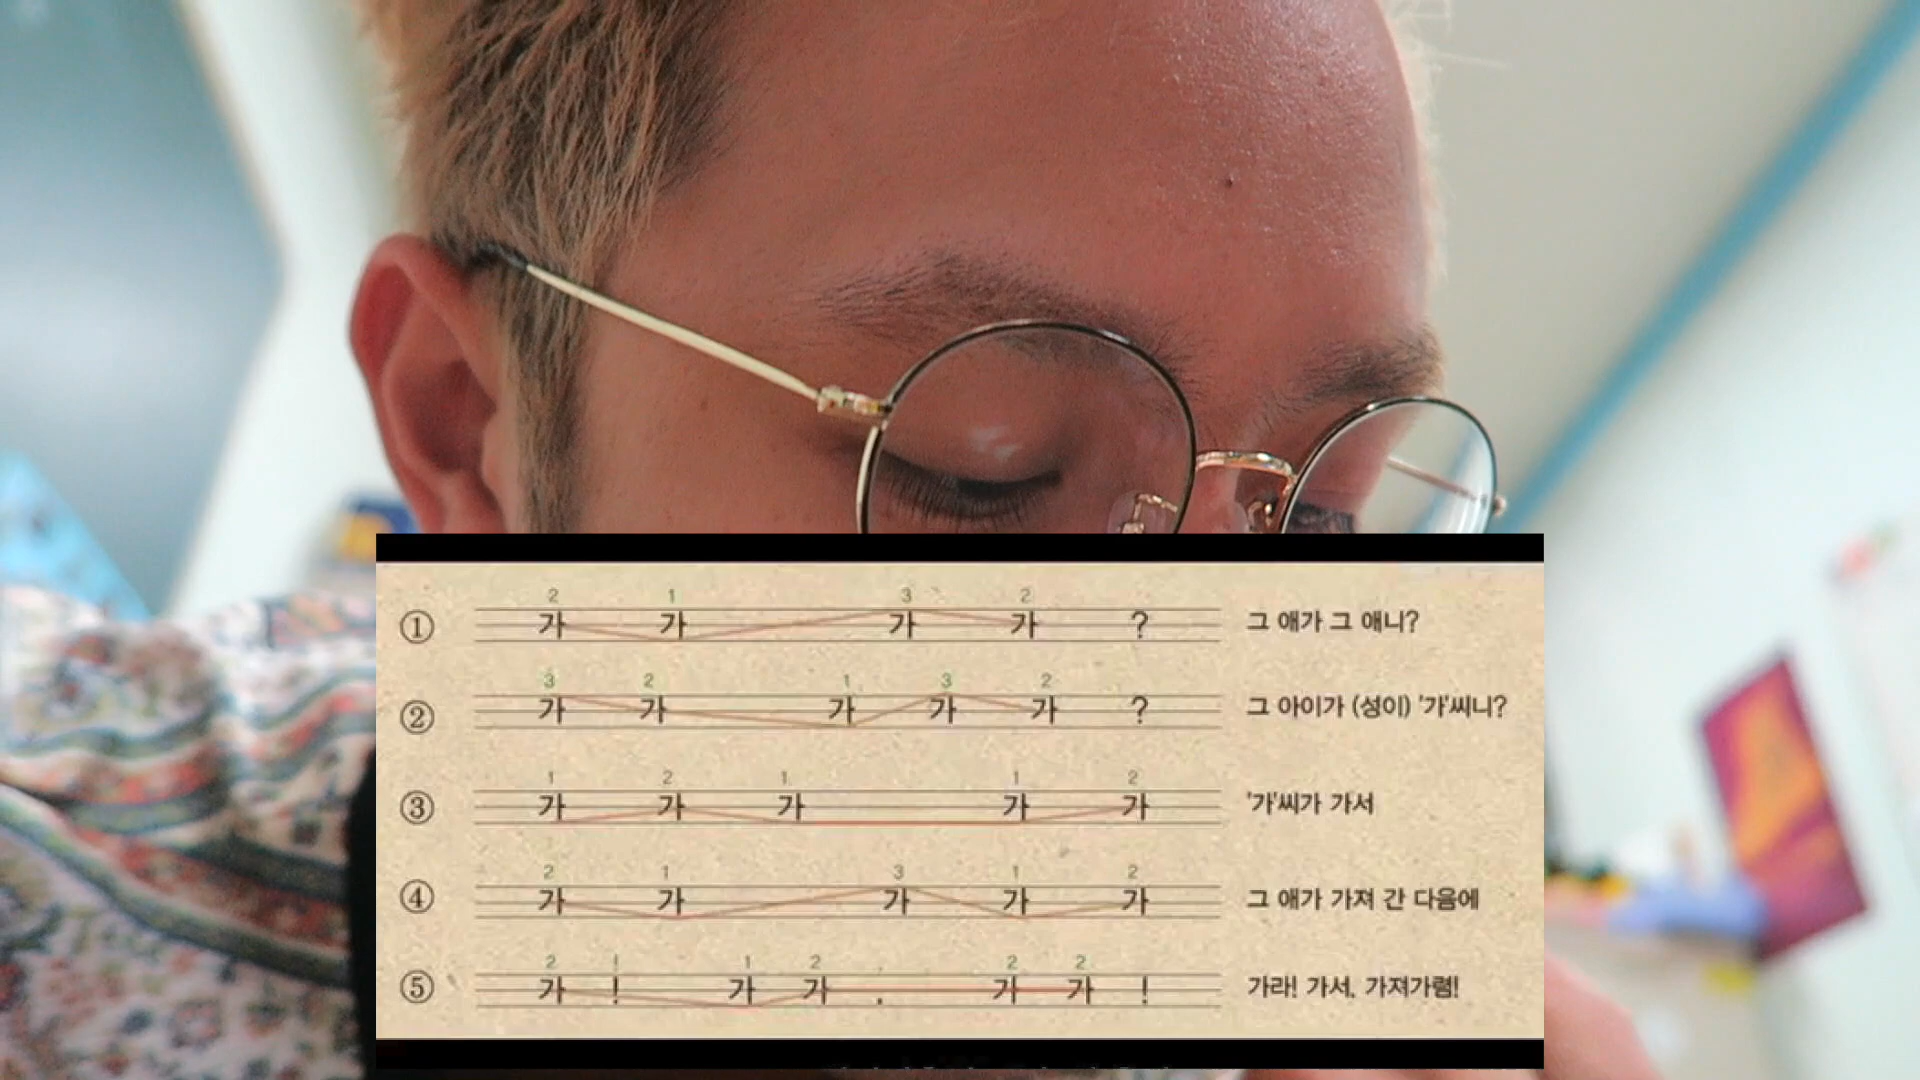 2 1 3 2
① 가 가 가 가 ? 그 애가 그 애니?
3 2 1 3 2
② 가 가 가 가 가 ? 그 아이가 (성이) '가'씨니?
1 2 1 1 2
③ 가 가 가 가 가 '가'씨가 가서
2 1 3 1 2
④ 가 가 가 가 가 그 애가 가져 간 다음에
2 ! 1 2 . 2 2
⑤ 가 ! 가 가 . 가 가 ! 가라! 가서, 가져가렴!